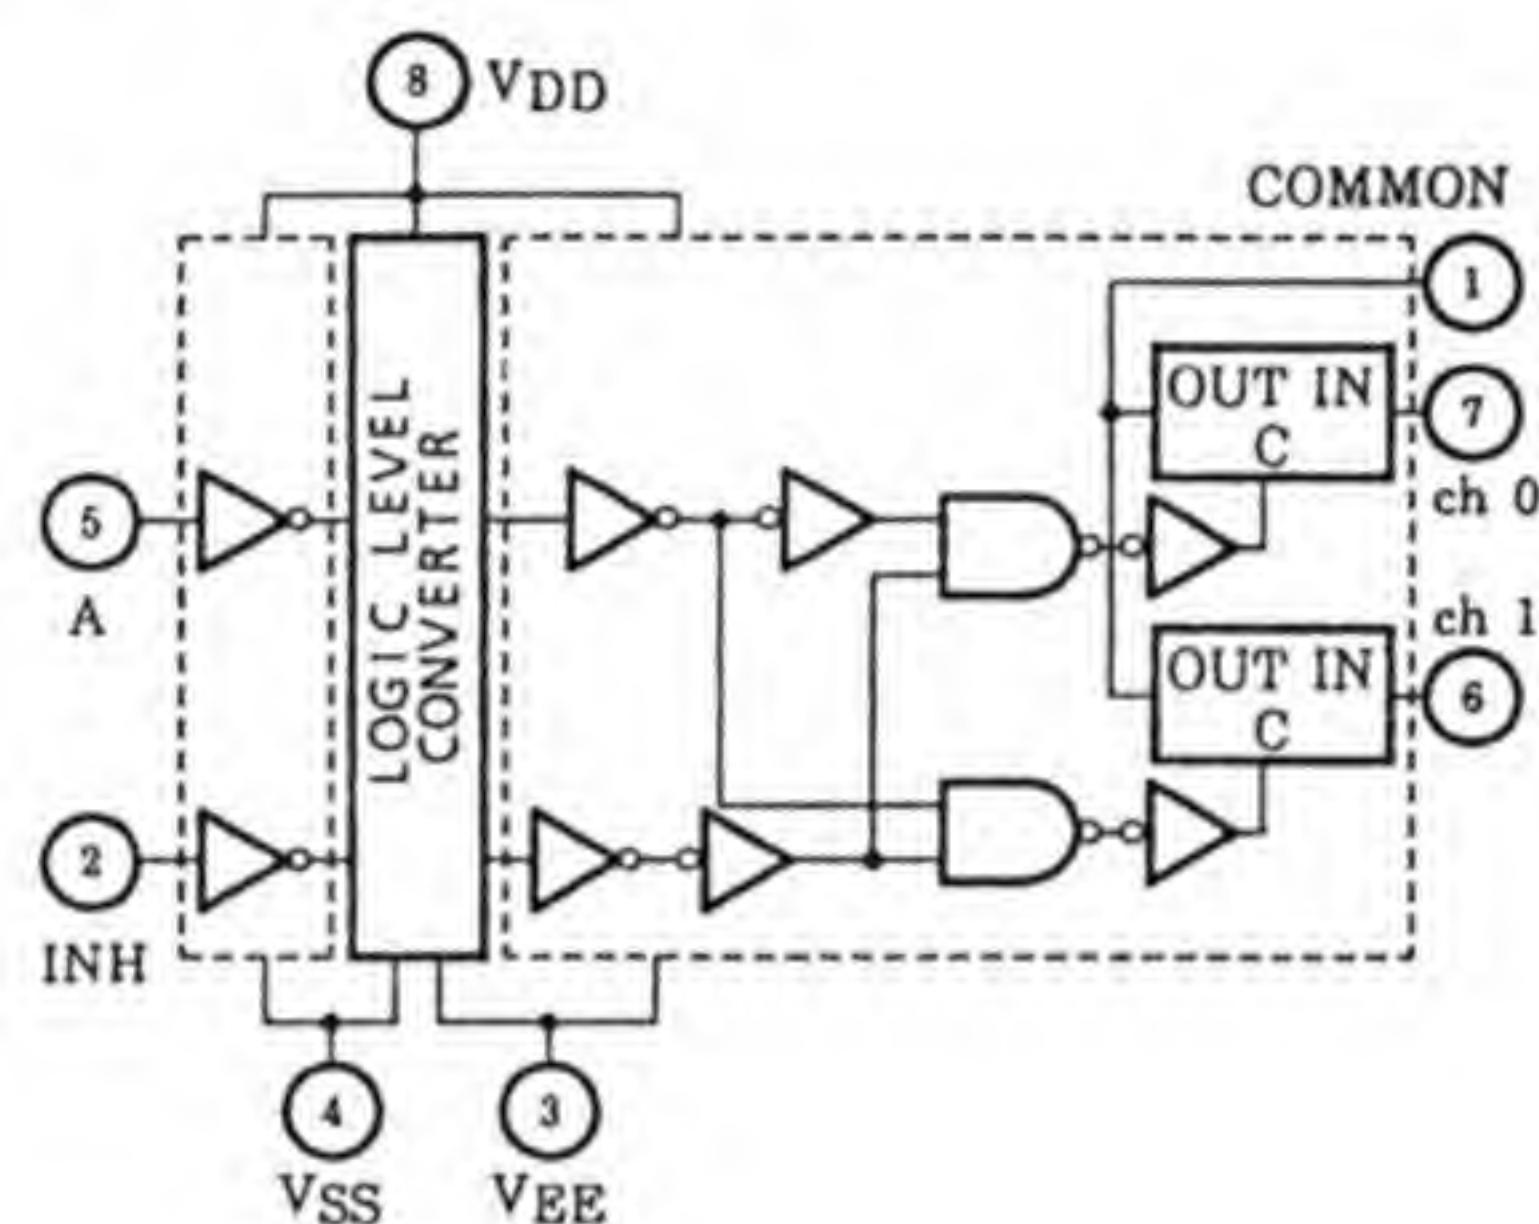 8 VDD
COMMON
1
OUT IN
C
7
ch 0
LOGIC LEVEL
CONVERTER
5
A
ch 1
OUT IN
C
6
2
INH
4
VSS
3
VEE